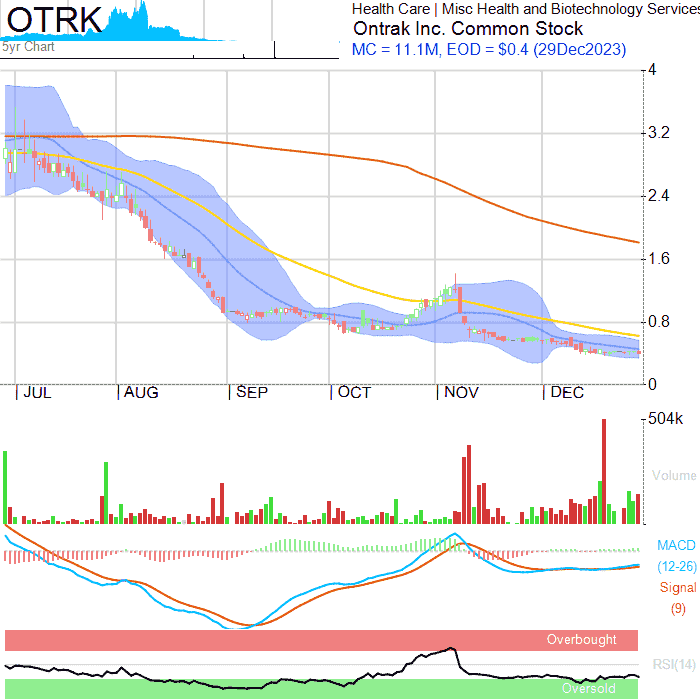 OTRK
5yr Chart
Health Care | Misc Health and Biotechnology Services
Ontrak Inc. Common Stock
MC = 11.1M, EOD = $0.4 (29Dec2023)
4
3.2
2.4
1.6
0.8
0
JUL AUG SEP OCT NOV DEC
504k
Volume
MACD
(12-26)
Signal
(9)
Overbought
RSI(14)
Oversold